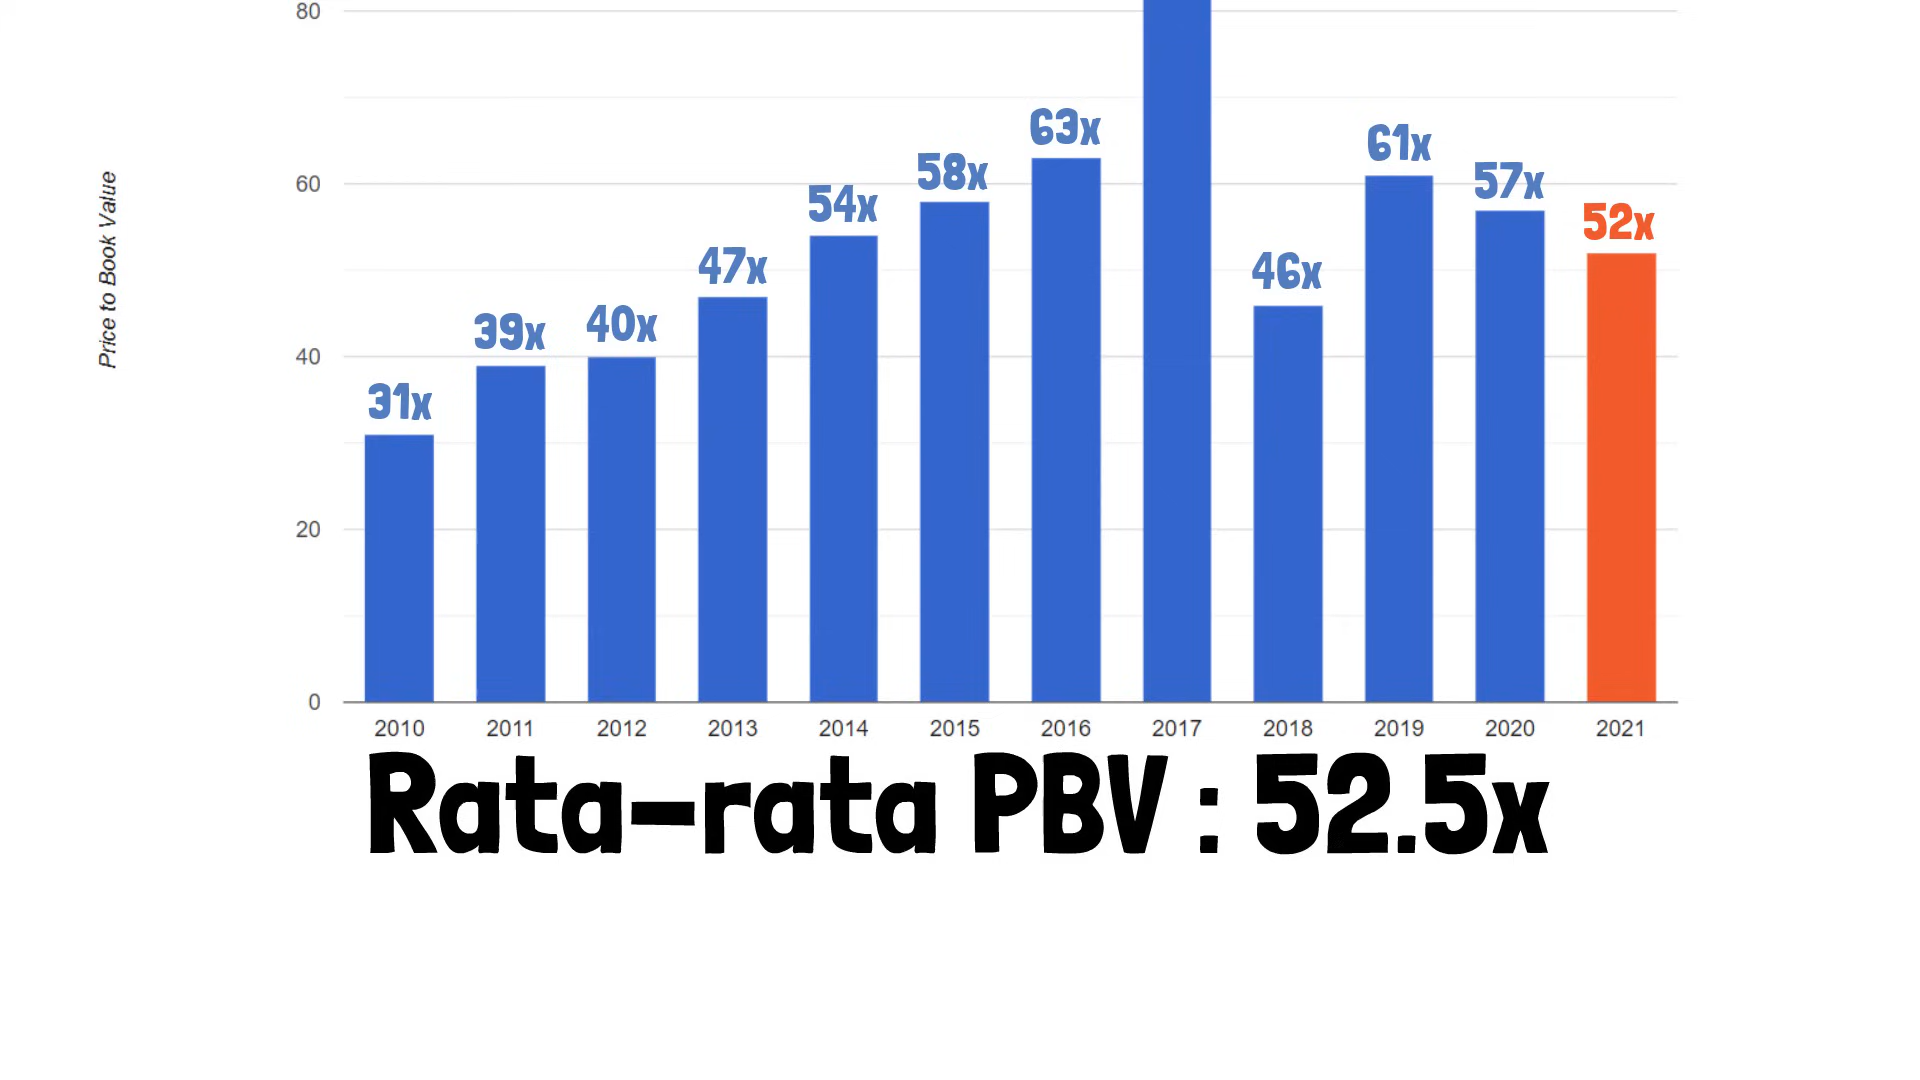 80
63x
61x
58x
57x
60
54x
52x
47x
46x
40x
39x
40
31x
20
0
Price to Book Value
2010 2011 2012 2013 2014 2015 2016 2017 2018 2019 2020 2021
Rata-rata PBV : 52.5x